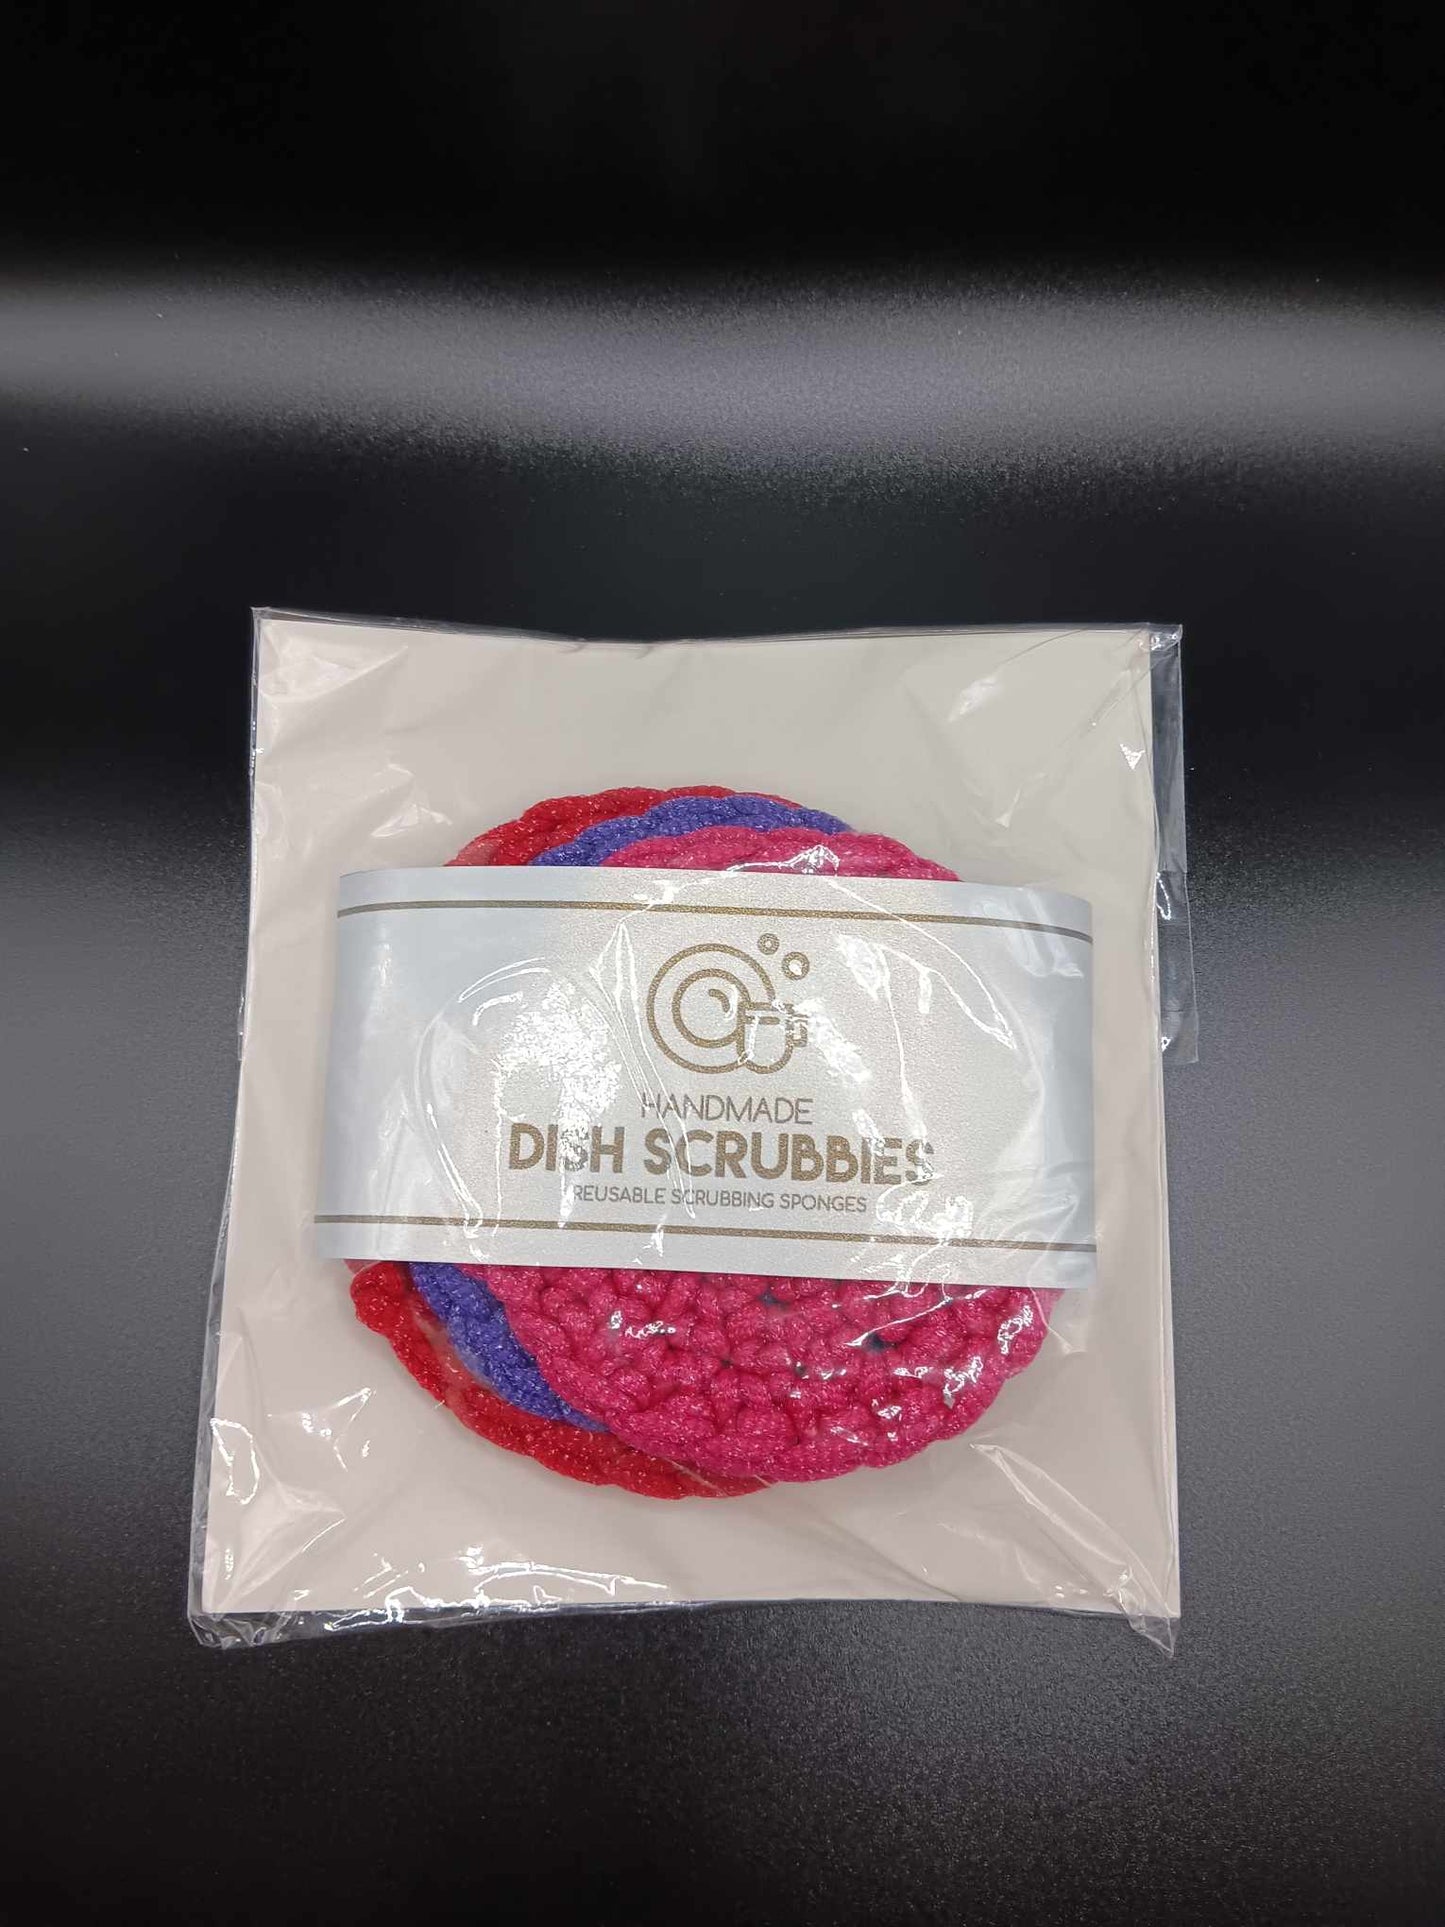 HANDMADE
DISH SCRUBBIES
REUSABLE SCRUBBING SPONGES